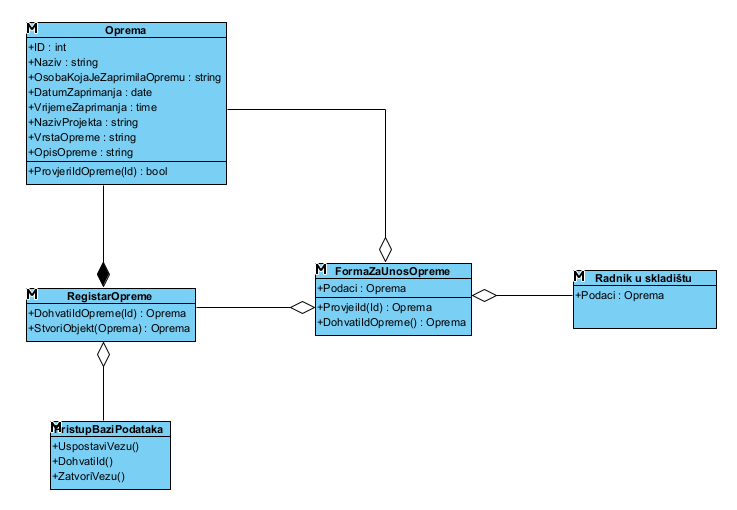 Oprema
+ID : int
+Naziv : string
+OsobaKojaJeZaprimilaOpremu : string
+DatumZaprimanja : date
+VrijemeZaprimanja : time
+NazivProjekta : string
+VrstaOpreme : string
+OpisOpreme : string
+ProvjeriIdOpreme(Id) : bool
FormaZaUnosOpreme
+Podaci : Oprema
+ProvjeiId(Id) : Oprema
+DohvatiIdOpreme() : Oprema
Radnik u skladištu
+Podaci : Oprema
RegistarOpreme
+DohvatiIdOpreme(Id) : Oprema
+StvoriObjekt(Oprema) : Oprema
PristupBaziPodataka
+UspostaviVezu()
+DohvatiId()
+ZatvoriVezu()